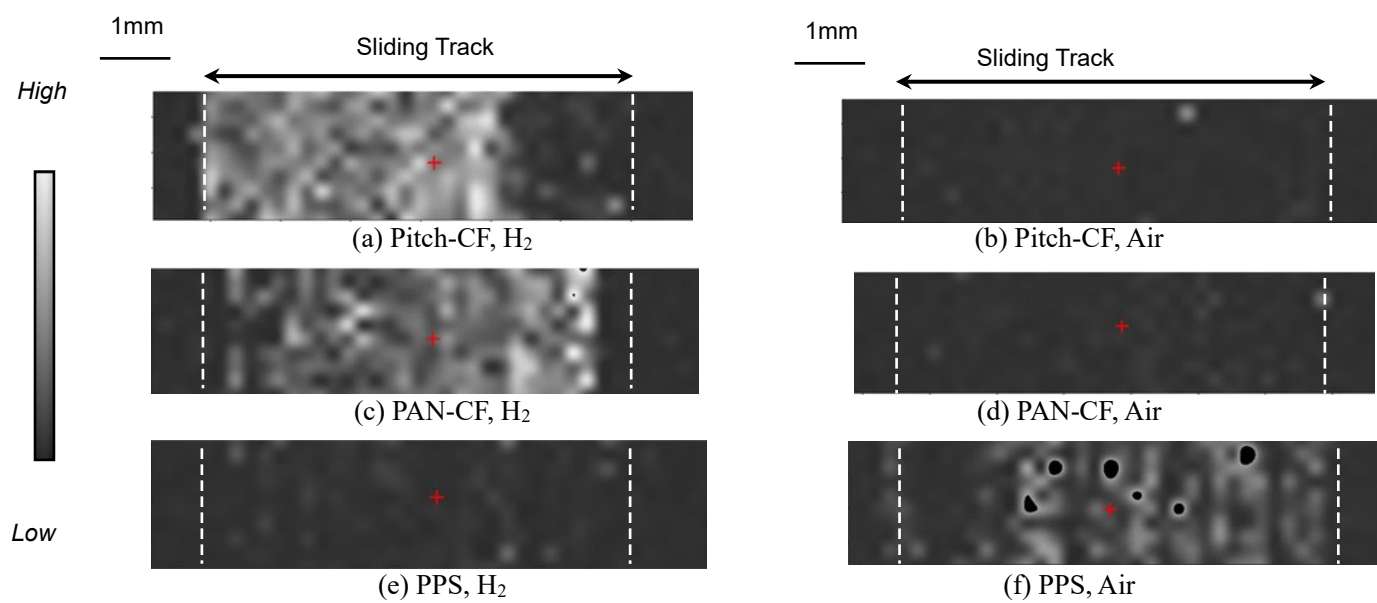 1mm
Sliding Track
High
Low
1mm
Sliding Track
(a) Pitch-CF, H₂
(b) Pitch-CF, Air
(c) PAN-CF, H₂
(d) PAN-CF, Air
(e) PPS, H₂
(f) PPS, Air